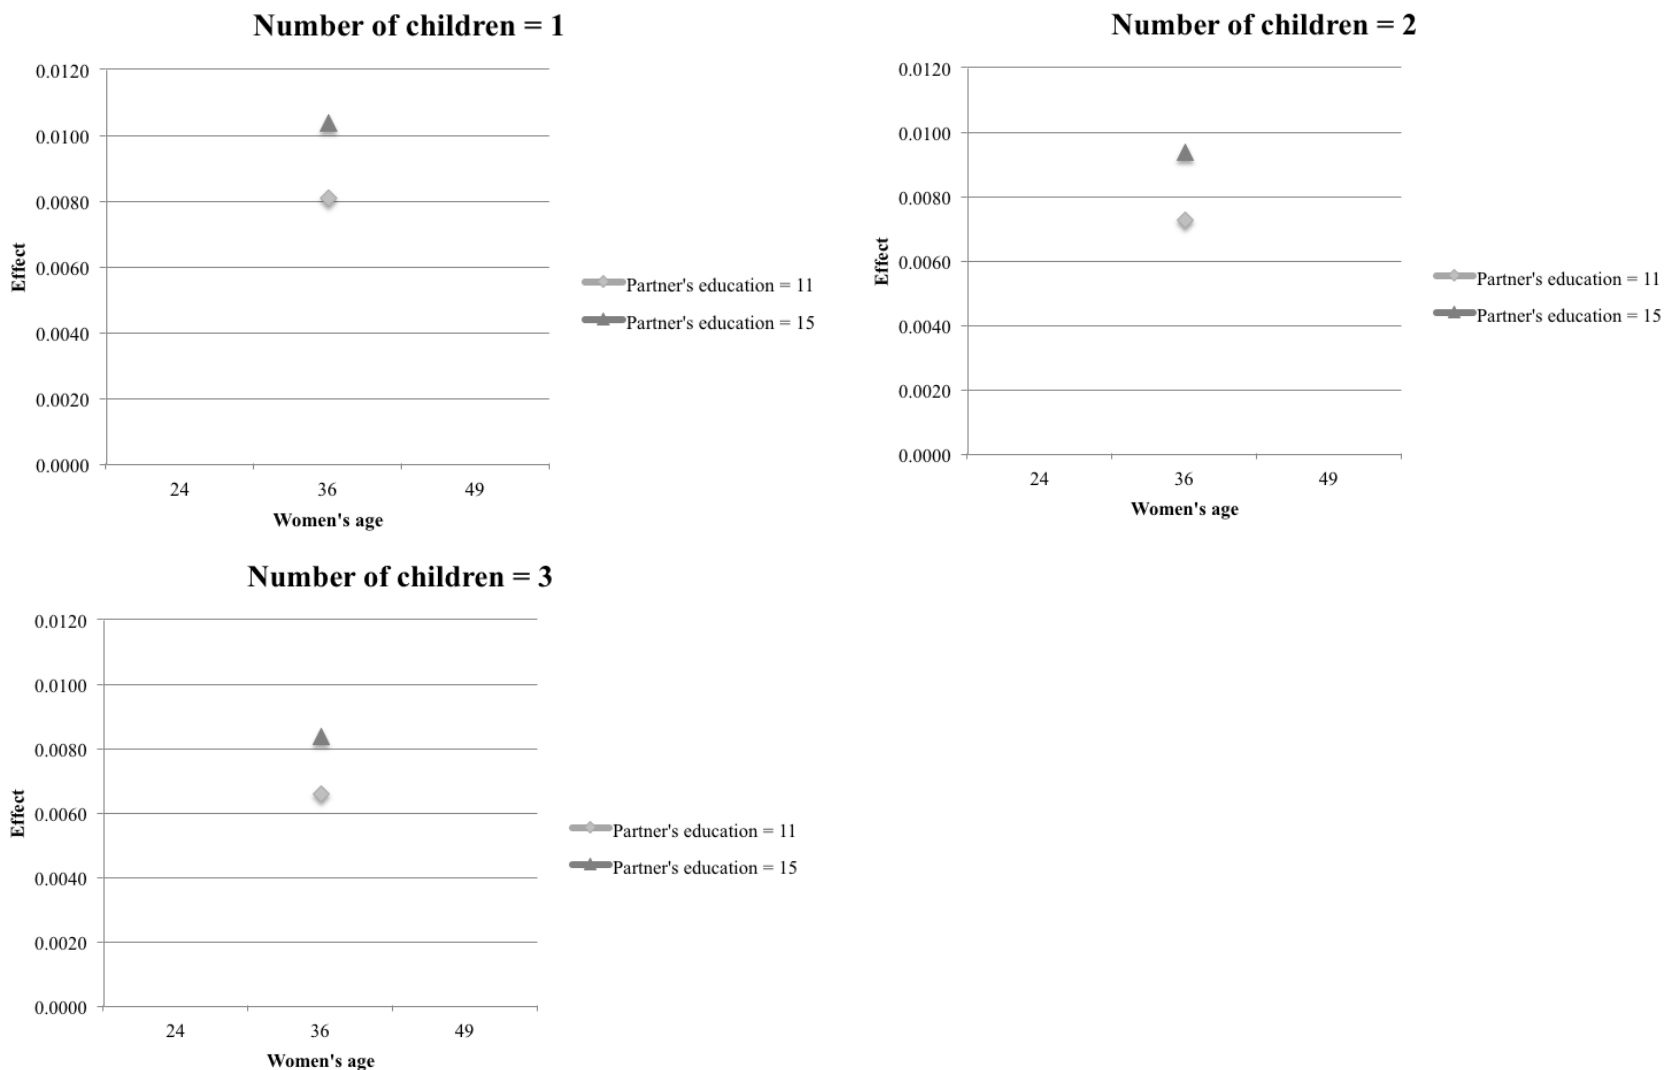 Number of children = 1
0.0120
0.0100
0.0080
0.0060
0.0040
0.0020
0.0000
Effect
24 36 49
Women's age
Partner's education = 11
Partner's education = 15
Number of children = 2
0.0120
0.0100
0.0080
0.0060
0.0040
0.0020
0.0000
Effect
24 36 49
Women's age
Partner's education = 11
Partner's education = 15
Number of children = 3
0.0120
0.0100
0.0080
0.0060
0.0040
0.0020
0.0000
Effect
24 36 49
Women's age
Partner's education = 11
Partner's education = 15